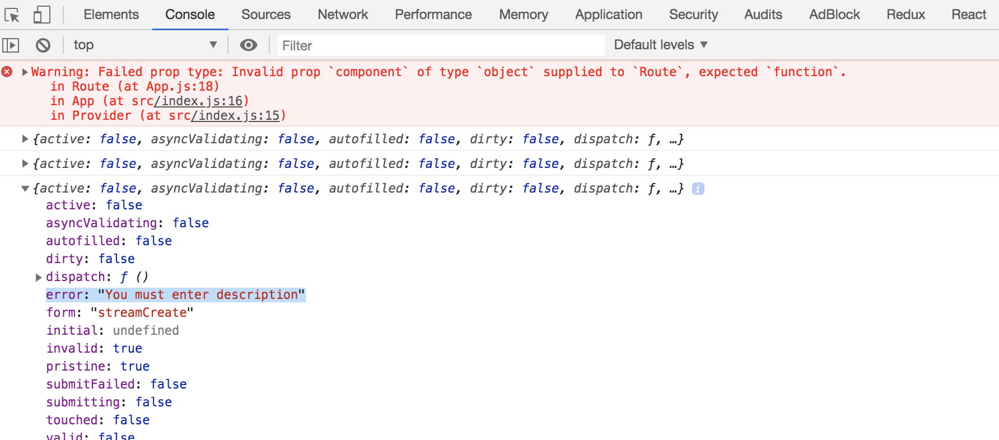 Elements Console Sources Network Performance Memory Application Security Audits AdBlock Redux React
top Filter Default levels
Warning: Failed prop type: Invalid prop `component` of type `object` supplied to `Route`, expected `function`.
in Route (at App.js:18)
in App (at src/index.js:16)
in Provider (at src/index.js:15)
{active: false, asyncValidating: false, autofilled: false, dirty: false, dispatch: ƒ, …}
{active: false, asyncValidating: false, autofilled: false, dirty: false, dispatch: ƒ, …}
{active: false, asyncValidating: false, autofilled: false, dirty: false, dispatch: ƒ, …} i
active: false
asyncValidating: false
autofilled: false
dirty: false
dispatch: ƒ ()
error: "You must enter description"
form: "streamCreate"
initial: undefined
invalid: true
pristine: true
submitFailed: false
submitting: false
touched: false
valid: false